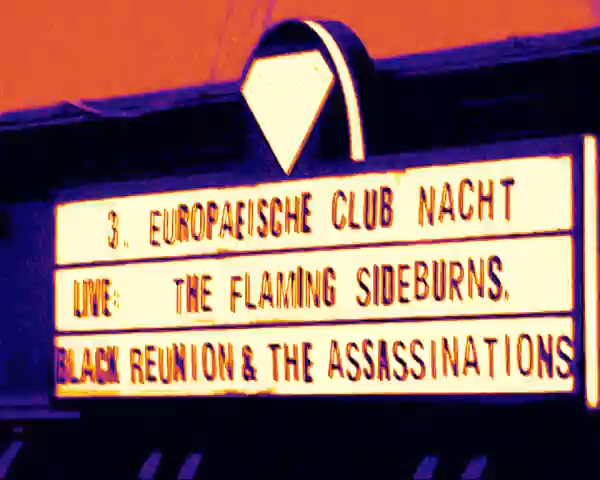 3. EUROPAEISCHE CLUB NACHT
LIVE: THE FLAMING SIDEBURNS,
BLACK REUNION & THE ASSASSINATIONS